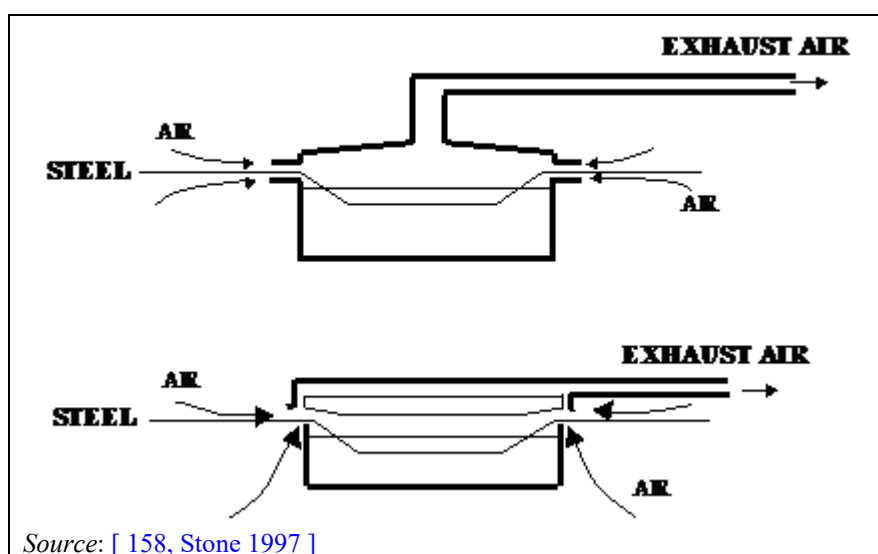 EXHAUST AIR
AIR
STEEL
AIR
EXHAUST AIR
AIR
STEEL
AIR
Source: [ 158, Stone 1997 ]